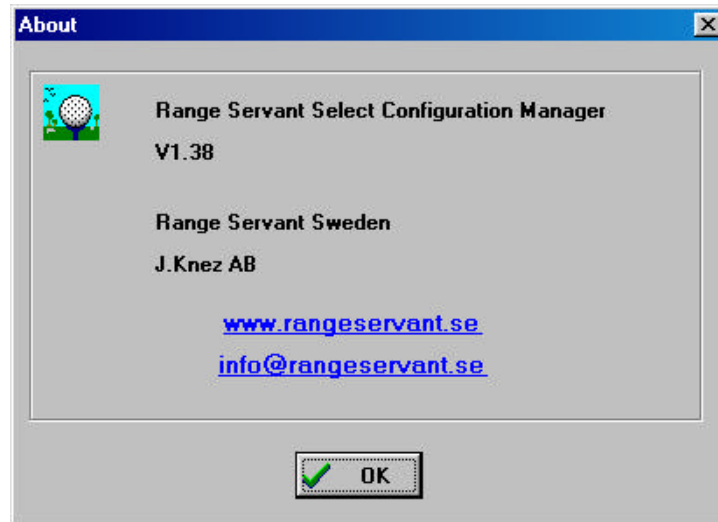 About
Range Servant Select Configuration Manager
V1.38
Range Servant Sweden
J.Knez AB
www.rangeservant.se
info@rangeservant.se
OK